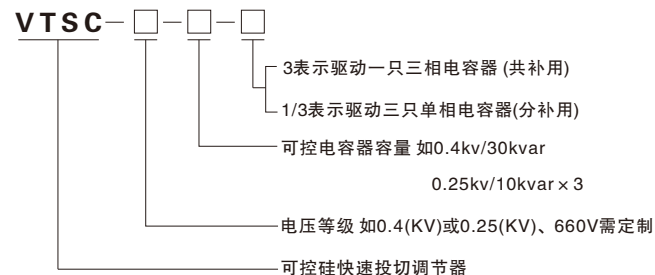 VTSC-□-□-□
3表示驱动一只三相电容器 (共补用)
1/3表示驱动三只单相电容器(分补用)
可控电容器容量 如0.4kv/30kvar
0.25kv/10kvar×3
电压等级 如0.4(KV)或0.25(KV)、660V需定制
可控硅快速投切调节器